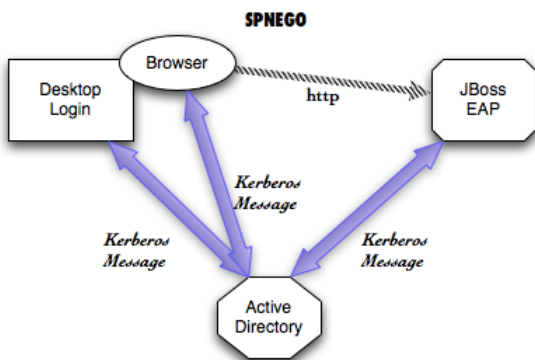 SPNEGO
Browser
Desktop
Login
http
JBoss
EAP
Kerberos
Message
Kerberos
Message
Kerberos
Message
Active
Directory